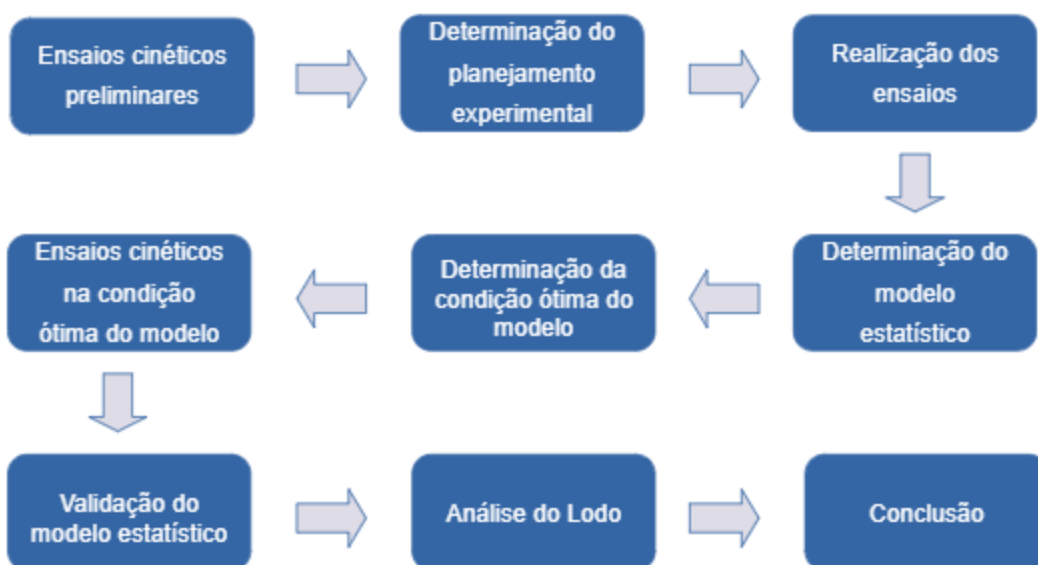 Ensaios cinéticos
preliminares
Determinação do
planejamento
experimental
Realização dos
ensaios
Determinação do
modelo
estatístico
Determinação da
condição ótima do
modelo
Ensaios cinéticos
na condição
ótima do modelo
Validação do
modelo estatístico
Análise do Lodo
Conclusão